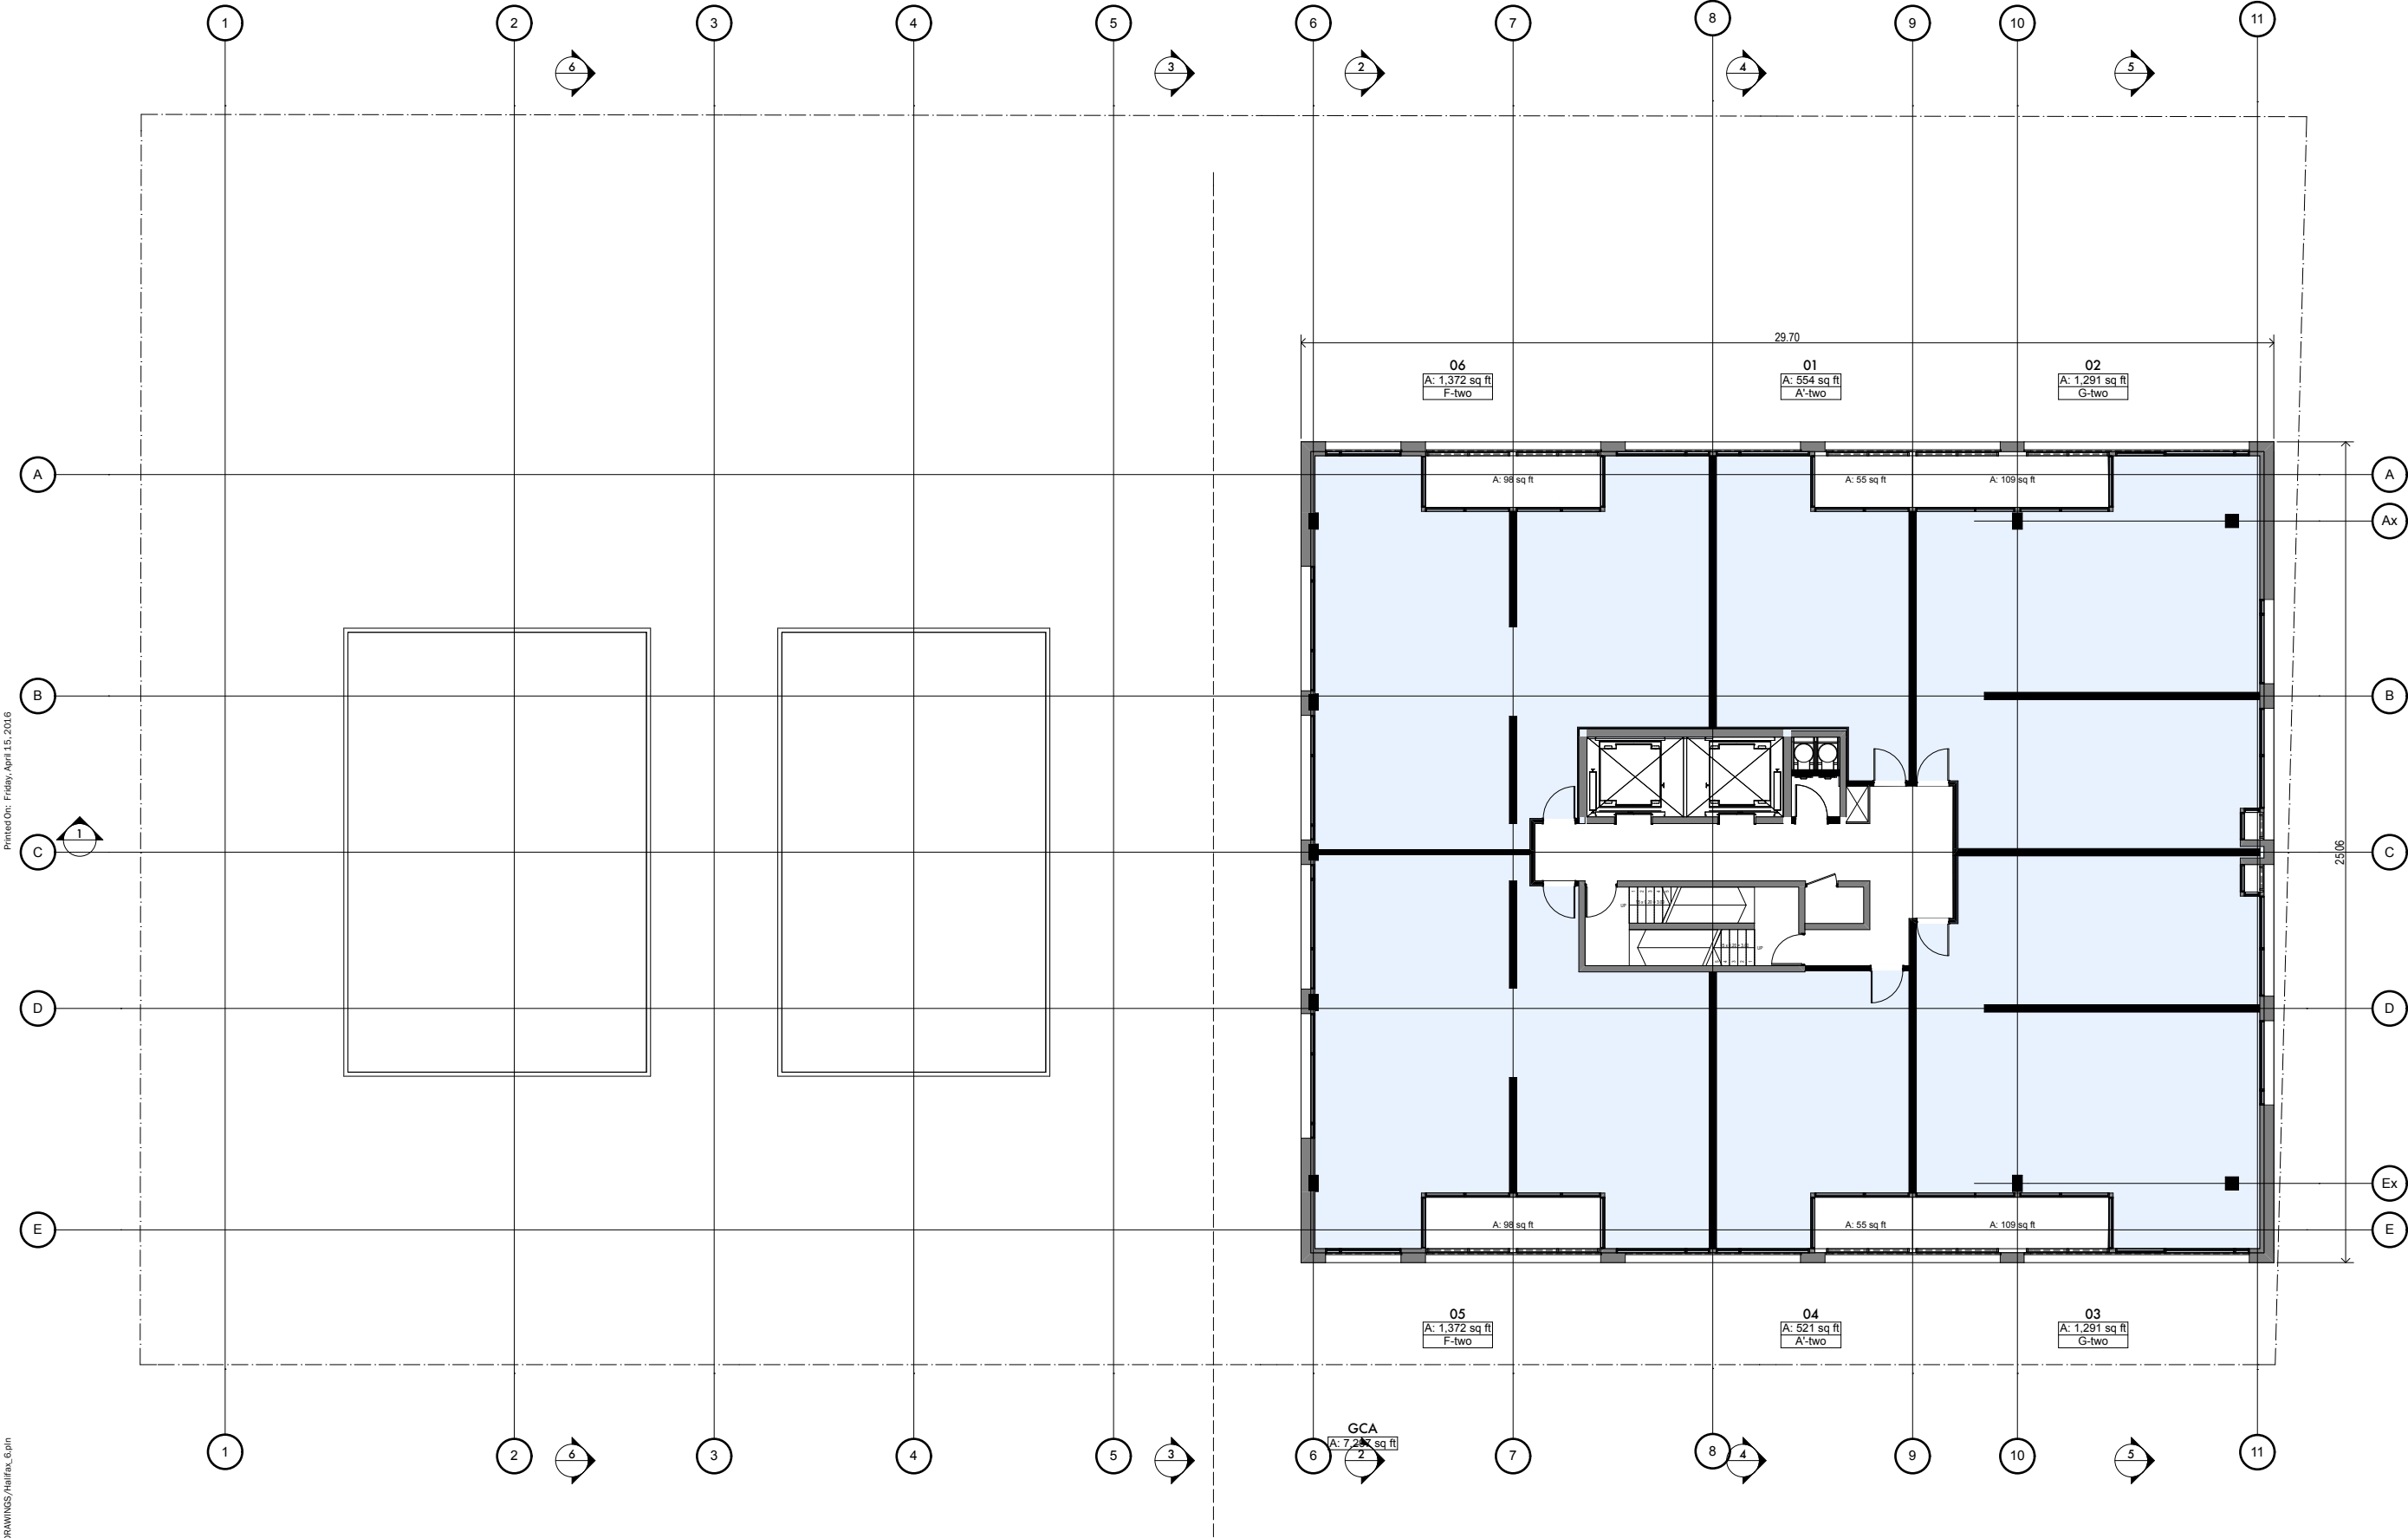 1 2 3 4 5 6 7 8 9 10 11
6 3 2 4 5
29.70
06 01 02
A: 1,372 sq ft A: 554 sq ft A: 1,291 sq ft
F-two A'-two G-two
A A
A: 98 sq ft A: 55 sq ft A: 109 sq ft
Ax
B B
Printed On: Friday, April 15, 2016
1
C C
25.06
UP
UP
D D
Ex
A: 98 sq ft A: 55 sq ft A: 109 sq ft
E E
05 04 03
A: 1,372 sq ft A: 521 sq ft A: 1,291 sq ft
F-two A'-two G-two
GCA
sq ft
1 2 3 4 5 6 7 8 9 10 11
6 3 2 4 5
DRAWINGS/Halifax_6.pln